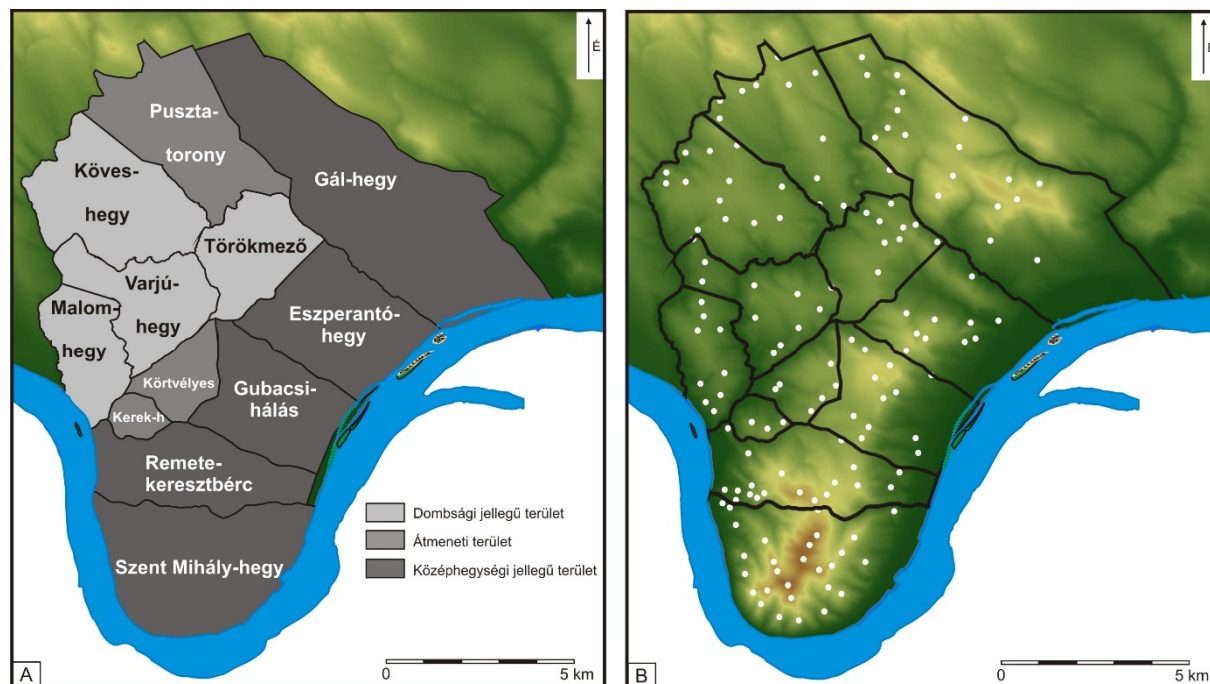 É
Puszta-
torony
Köves-
hegy
Gál-hegy
Törökmező
Varjú-
hegy
Malom-
hegy
Eszperantó-
hegy
Körtvélyes
Gubacsi-
hálás
Kerek-h
Remete-
keresztbérc
Szent Mihály-hegy
Dombsági jellegű terület
Átmeneti terület
Középhegységi jellegű terület
A
0 5 km
É
B
0 5 km